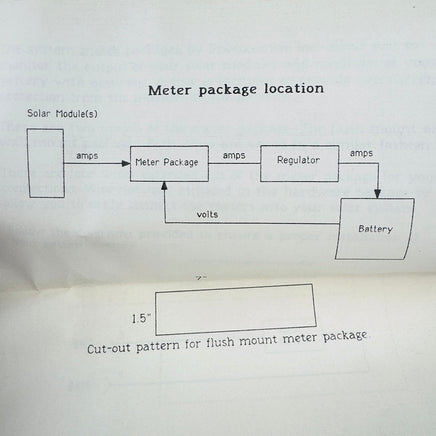 Meter package location
Solar Module(s)
amps
Meter Package
amps
Regulator
amps
volts
Battery
1.5"
Cut-out pattern for flush mount meter package.